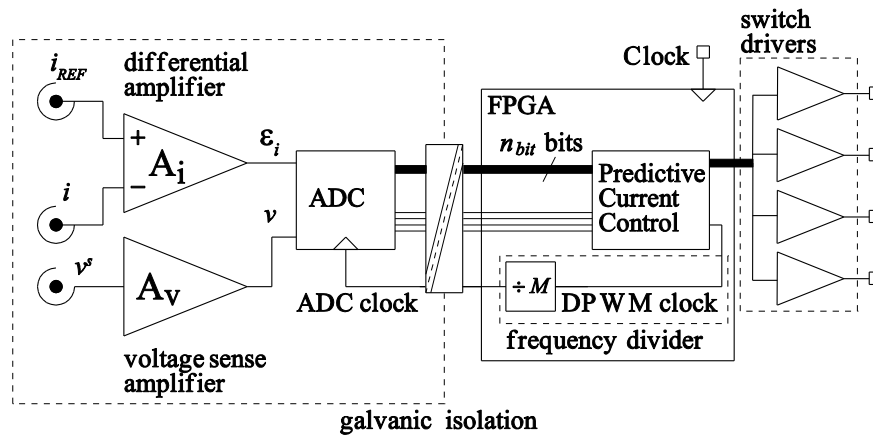 switch
drivers
i_REF
differential
amplifier
Clock
FPGA
+
A_i
−
ε_i
n_bit bits
ADC
Predictive
Current
Control
i
v
v^s
A_v
÷ M
ADC clock
DPWM clock
frequency divider
voltage sense
amplifier
galvanic isolation